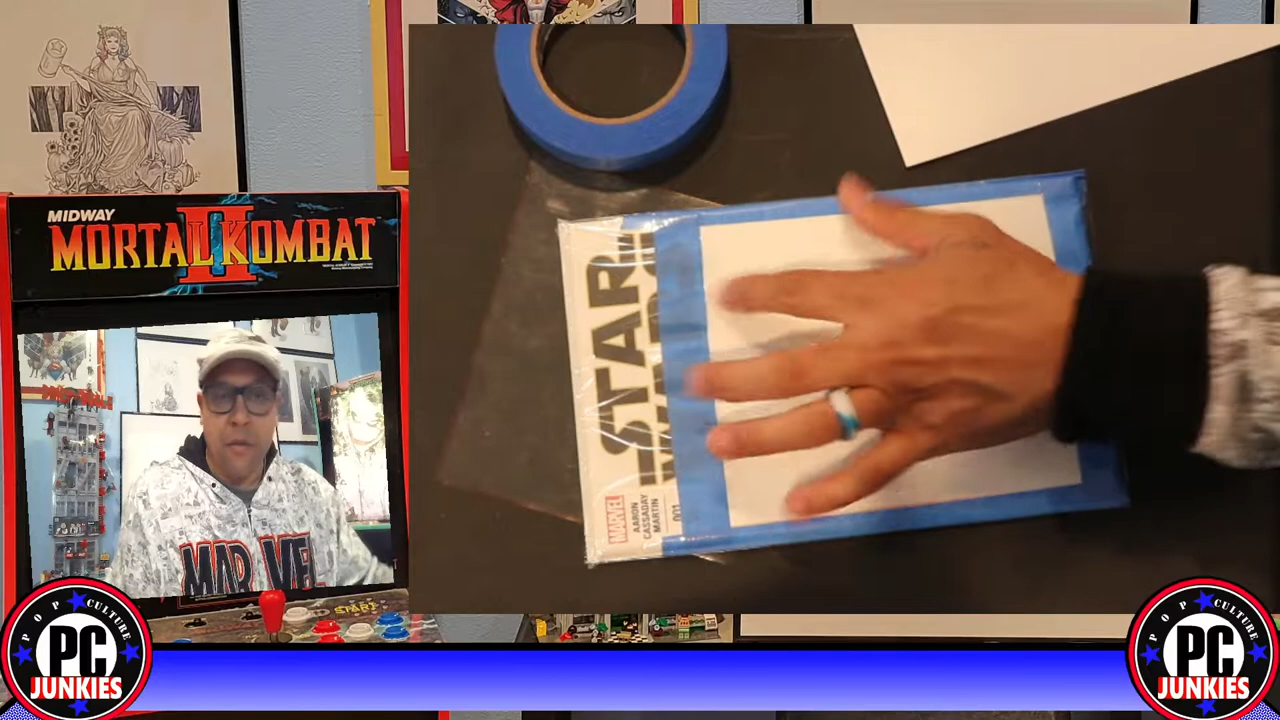 MIDWAY
MORTAL KOMBAT
II
STAR
WARS
MARVEL
AARON
CASSADAY
MARTIN
001
MARVEL
START
POP CULTURE
PC
JUNKIES
POP CULTURE
PC
JUNKIES